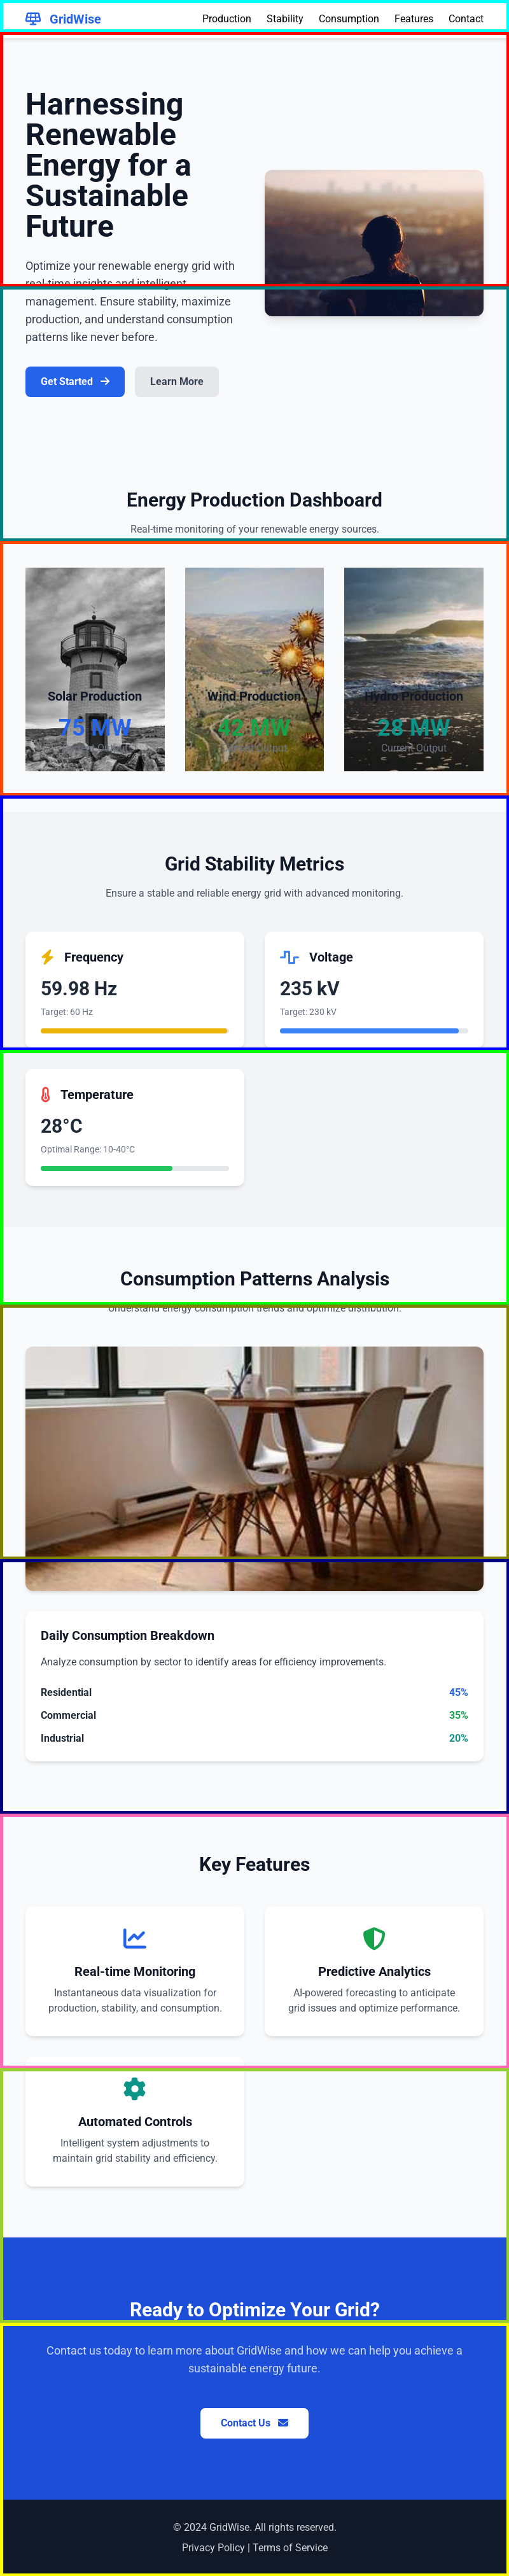 GridWise
Production Stability Consumption Features Contact
Harnessing
Renewable
Energy for a
Sustainable
Future
Optimize your renewable energy grid with
real-time insights and intelligent
management. Ensure stability, maximize
production, and understand consumption
patterns like never before.
Get Started
Learn More
Energy Production Dashboard
Real-time monitoring of your renewable energy sources.
Solar Production
75 MW
Current Output
Wind Production
42 MW
Current Output
Hydro Production
28 MW
Current Output
Grid Stability Metrics
Ensure a stable and reliable energy grid with advanced monitoring.
Frequency
59.98 Hz
Target: 60 Hz
Voltage
235 kV
Target: 230 kV
Temperature
28°C
Optimal Range: 10-40°C
Consumption Patterns Analysis
Understand energy consumption trends and optimize distribution.
Daily Consumption Breakdown
Analyze consumption by sector to identify areas for efficiency improvements.
Residential 45%
Commercial 35%
Industrial 20%
Key Features
Real-time Monitoring
Instantaneous data visualization for
production, stability, and consumption.
Predictive Analytics
AI-powered forecasting to anticipate
grid issues and optimize performance.
Automated Controls
Intelligent system adjustments to
maintain grid stability and efficiency.
Ready to Optimize Your Grid?
Contact us today to learn more about GridWise and how we can help you achieve a
sustainable energy future.
Contact Us
© 2024 GridWise. All rights reserved.
Privacy Policy | Terms of Service